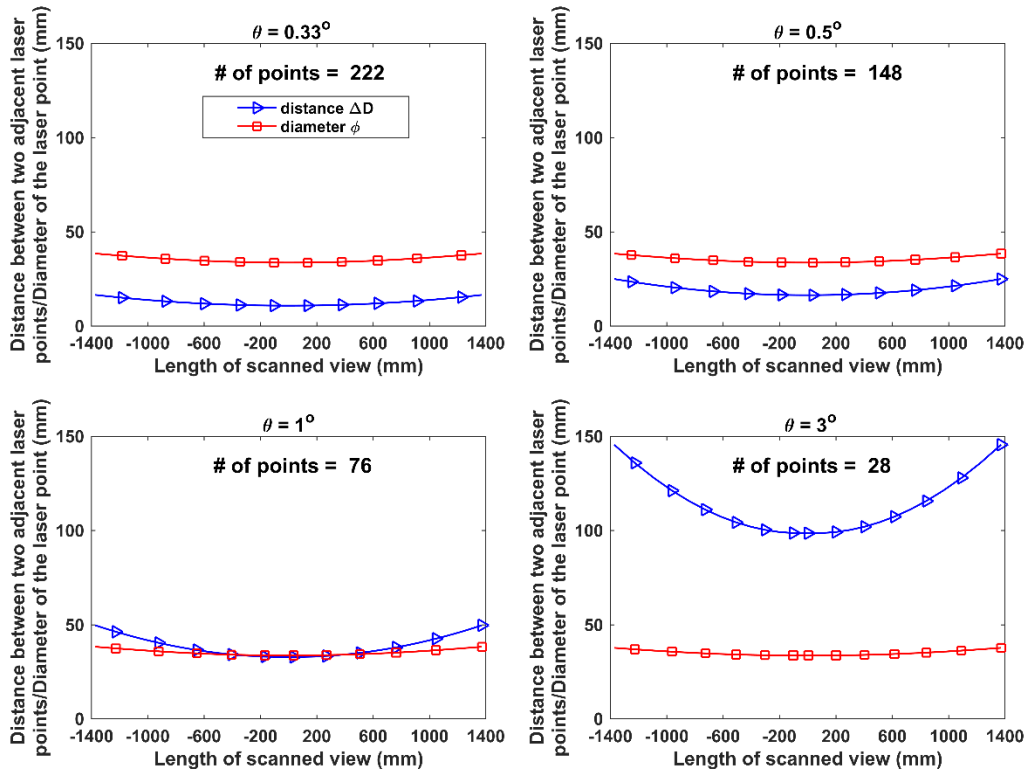 θ = 0.33°
# of points = 222
distance ΔD
diameter ϕ
Distance between two adjacent laser
points/Diameter of the laser point (mm)
150
100
50
0
-1400 -1000 -600 -200 200 600 1000 1400
Length of scanned view (mm)
θ = 0.5°
# of points = 148
Distance between two adjacent laser
points/Diameter of the laser point (mm)
150
100
50
0
-1400 -1000 -600 -200 200 600 1000 1400
Length of scanned view (mm)
θ = 1°
# of points = 76
Distance between two adjacent laser
points/Diameter of the laser point (mm)
150
100
50
0
-1400 -1000 -600 -200 200 600 1000 1400
Length of scanned view (mm)
θ = 3°
# of points = 28
Distance between two adjacent laser
points/Diameter of the laser point (mm)
150
100
50
0
-1400 -1000 -600 -200 200 600 1000 1400
Length of scanned view (mm)